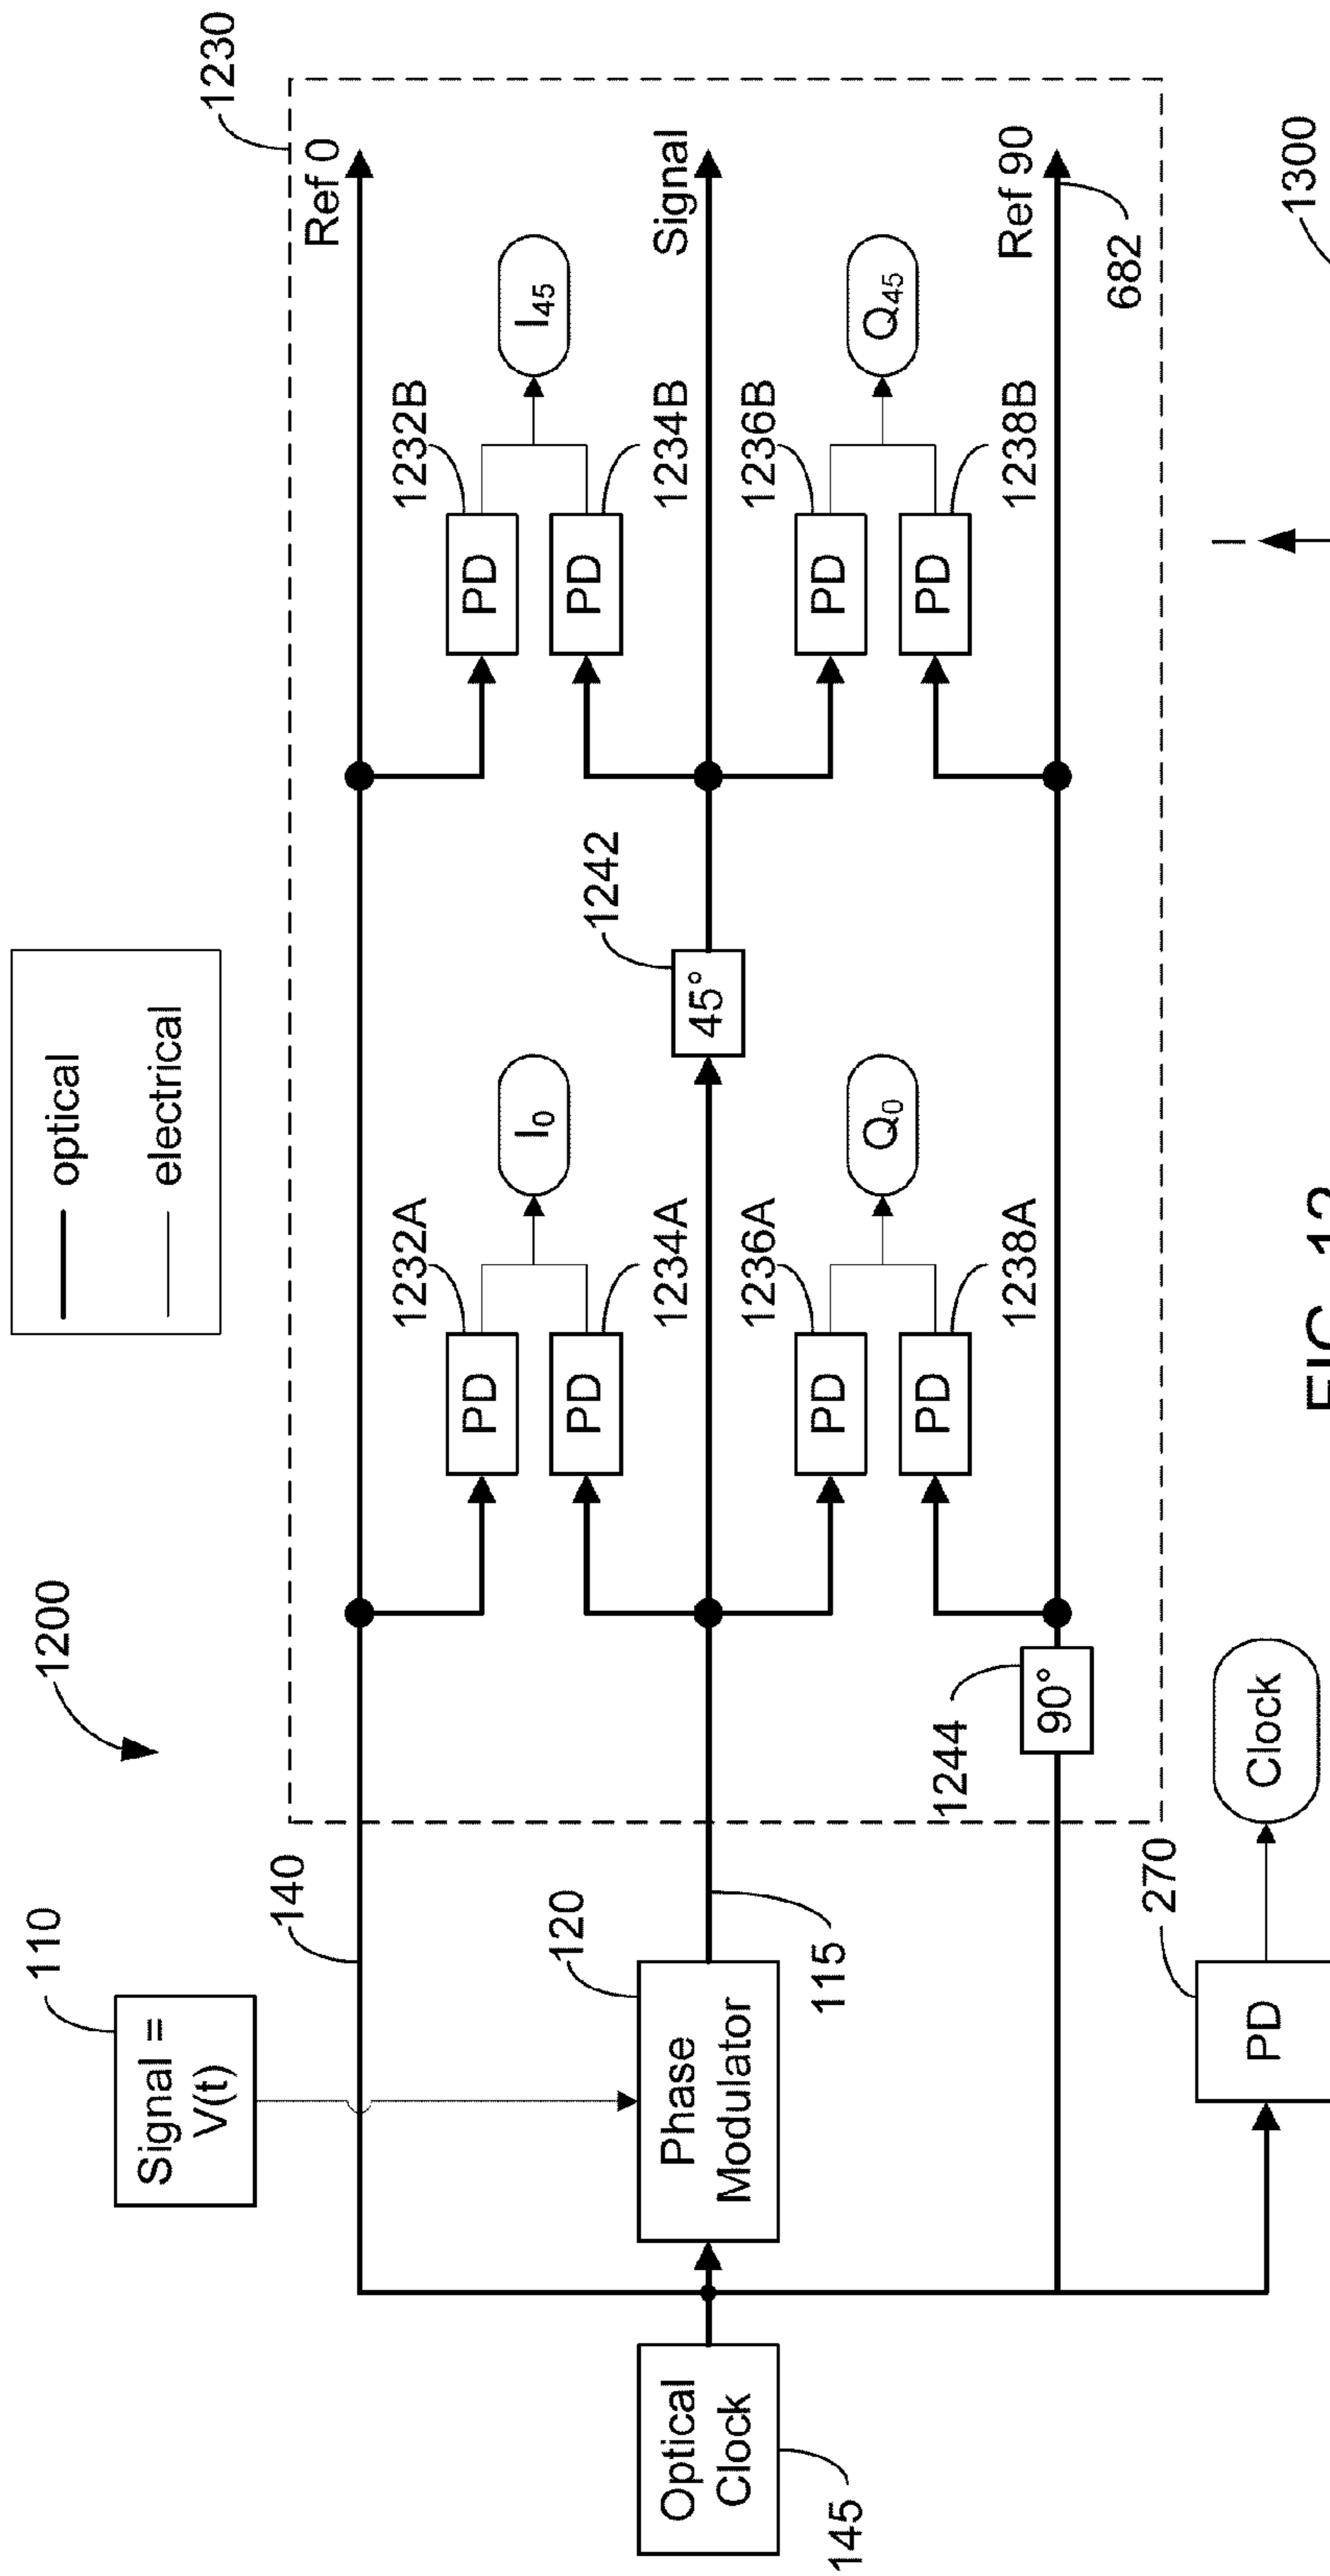 optical
electrical
1200
1230
110
Signal =
V(t)
140
Ref 0
1232A
PD
I0
1232B
PD
I45
PD
1234A
PD
1234B
Optical
Clock
145
120
Phase
Modulator
115
45°
1242
Signal
1236A
PD
Q0
1236B
PD
Q45
PD
1238A
PD
1238B
1244
90°
Ref 90
682
270
PD
Clock
I
1300
FIG. 12